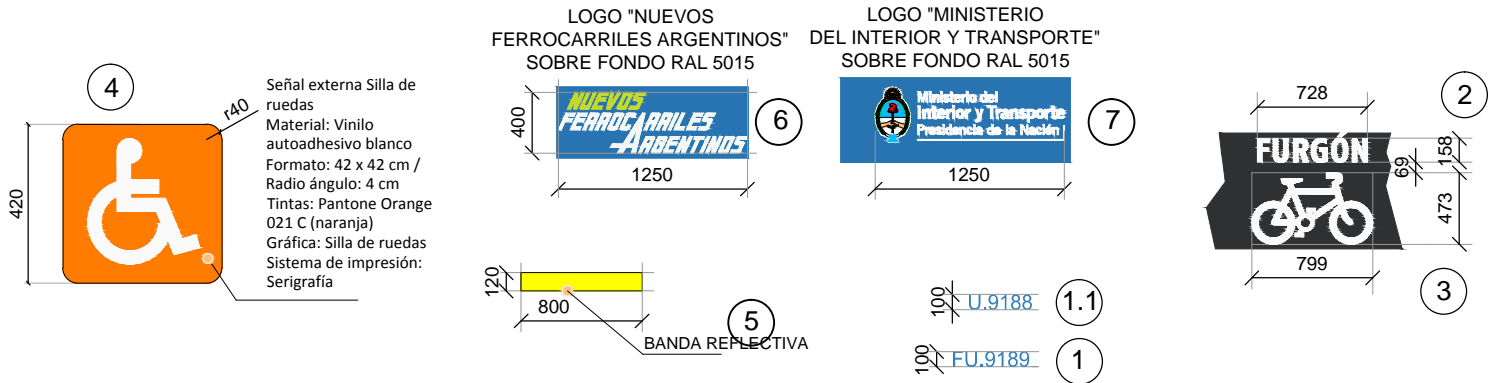 4
r40
420
Señal externa Silla de
ruedas
Material: Vinilo
autoadhesivo blanco
Formato: 42 x 42 cm /
Radio ángulo: 4 cm
Tintas: Pantone Orange
021 C (naranja)
Gráfica: Silla de ruedas
Sistema de impresión:
Serigrafía
LOGO "NUEVOS
FERROCARRILES ARGENTINOS"
SOBRE FONDO RAL 5015
400
NUEVOS
FERROCARRILES
ARGENTINOS
6
1250
LOGO "MINISTERIO
DEL INTERIOR Y TRANSPORTE"
SOBRE FONDO RAL 5015
Ministerio del
Interior y Transporte
Presidencia de la Nación
7
1250
120
800
5
BANDA REFLECTIVA
100
U.9188
1.1
100
FU.9189
1
728
2
FURGÓN
158
69
473
799
3